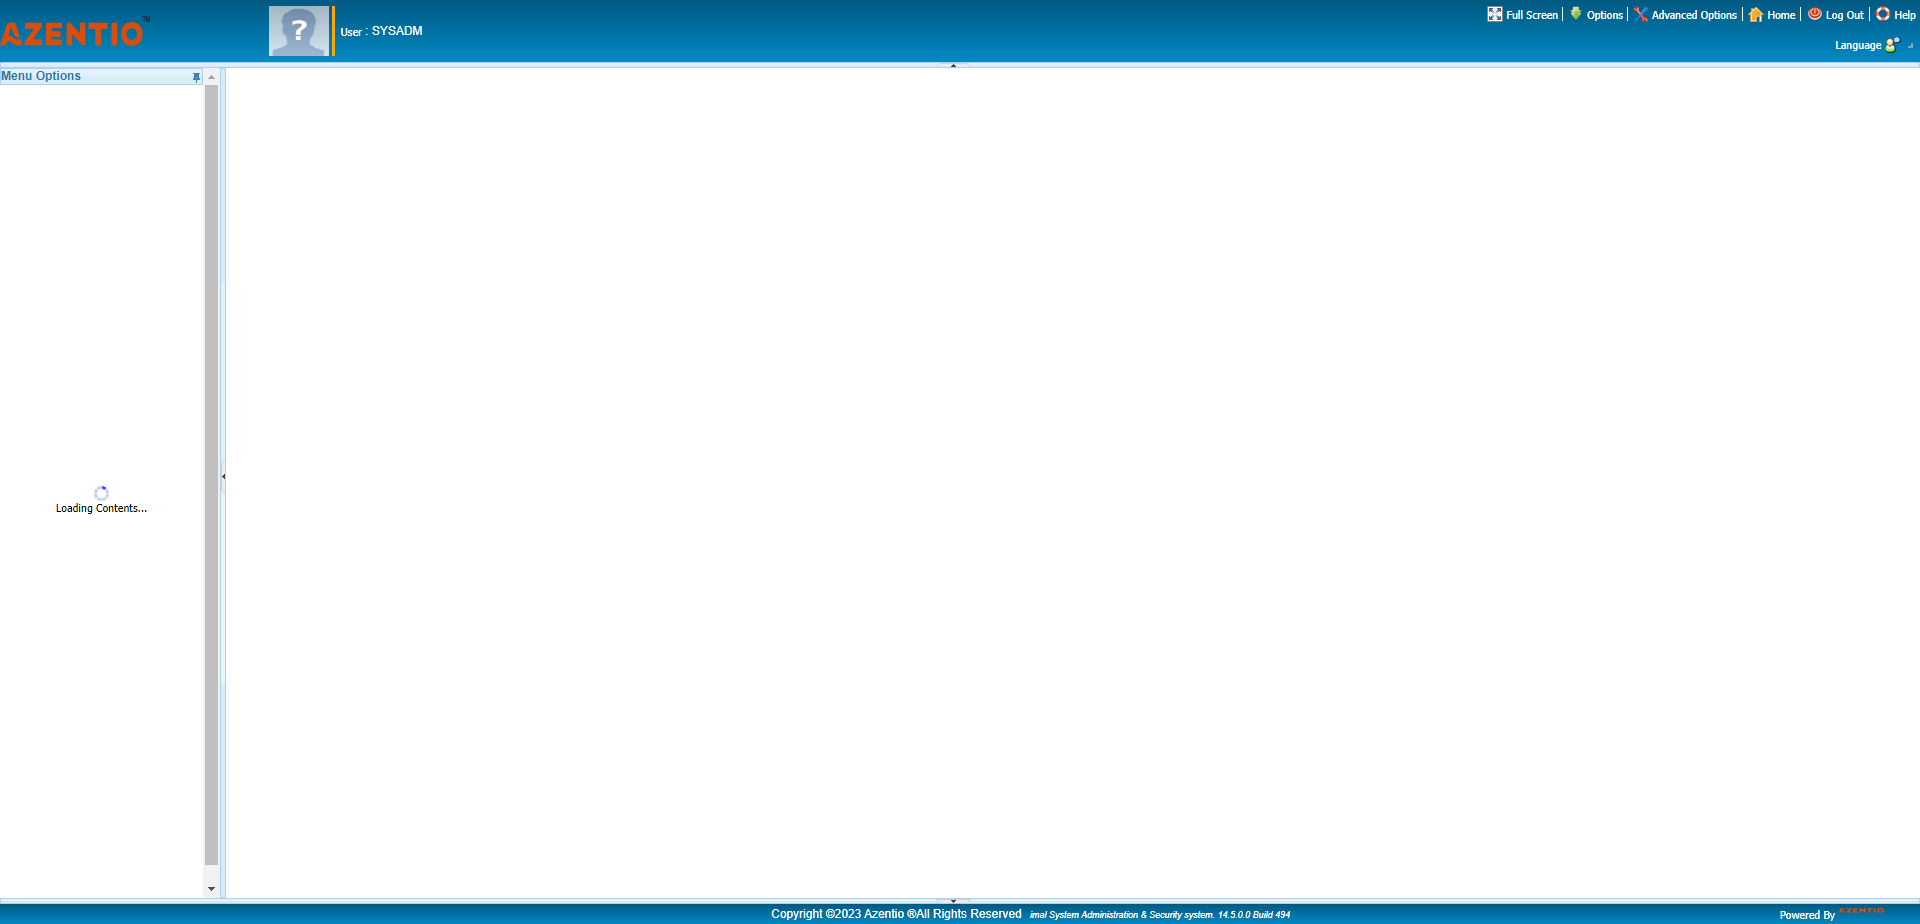 AZENTIO™
User : SYSADM
Full Screen
Options
Advanced Options
Home
Log Out
Help
Language
Menu Options
Loading Contents...
Copyright ©2023 Azentio ®All Rights Reserved imal System Administration & Security system. 14.5.0.0 Build 494
Powered By AZENTIO